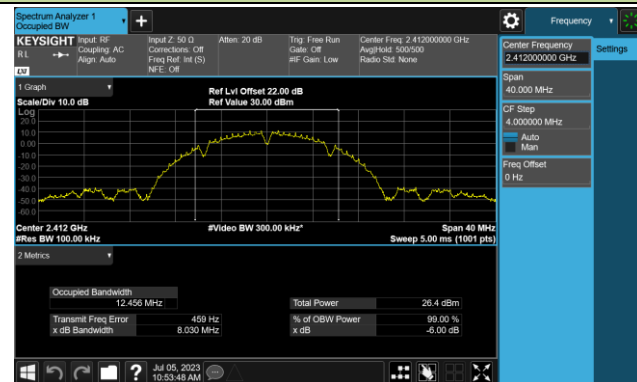 Spectrum Analyzer 1
Occupied BW
Frequency
KEYSIGHT
RL
LXI
Input: RF
Coupling: AC
Align: Auto
Input Z: 50 Ω
Corrections: Off
Freq Ref: Int (S)
NFE: Off
Atten: 20 dB
Trig: Free Run
Gate: Off
#IF Gain: Low
Center Freq: 2.412000000 GHz
Avg|Hold: 500/500
Radio Std: None
1 Graph
Scale/Div 10.0 dB
Ref Lvl Offset 22.00 dB
Ref Value 30.00 dBm
Log
20.0
10.0
0.00
-10.0
-20.0
-30.0
-40.0
-50.0
-60.0
Center 2.412 GHz
#Res BW 100.00 kHz
#Video BW 300.00 kHz*
Span 40 MHz
Sweep 5.00 ms (1001 pts)
2 Metrics
Occupied Bandwidth
12.456 MHz
Transmit Freq Error 459 Hz
x dB Bandwidth 8.030 MHz
Total Power 26.4 dBm
% of OBW Power 99.00 %
x dB -6.00 dB
Jul 05, 2023
10:53:48 AM
Center Frequency
2.412000000 GHz
Span
40.000 MHz
CF Step
4.000000 MHz
Auto
Man
Freq Offset
0 Hz
Settings